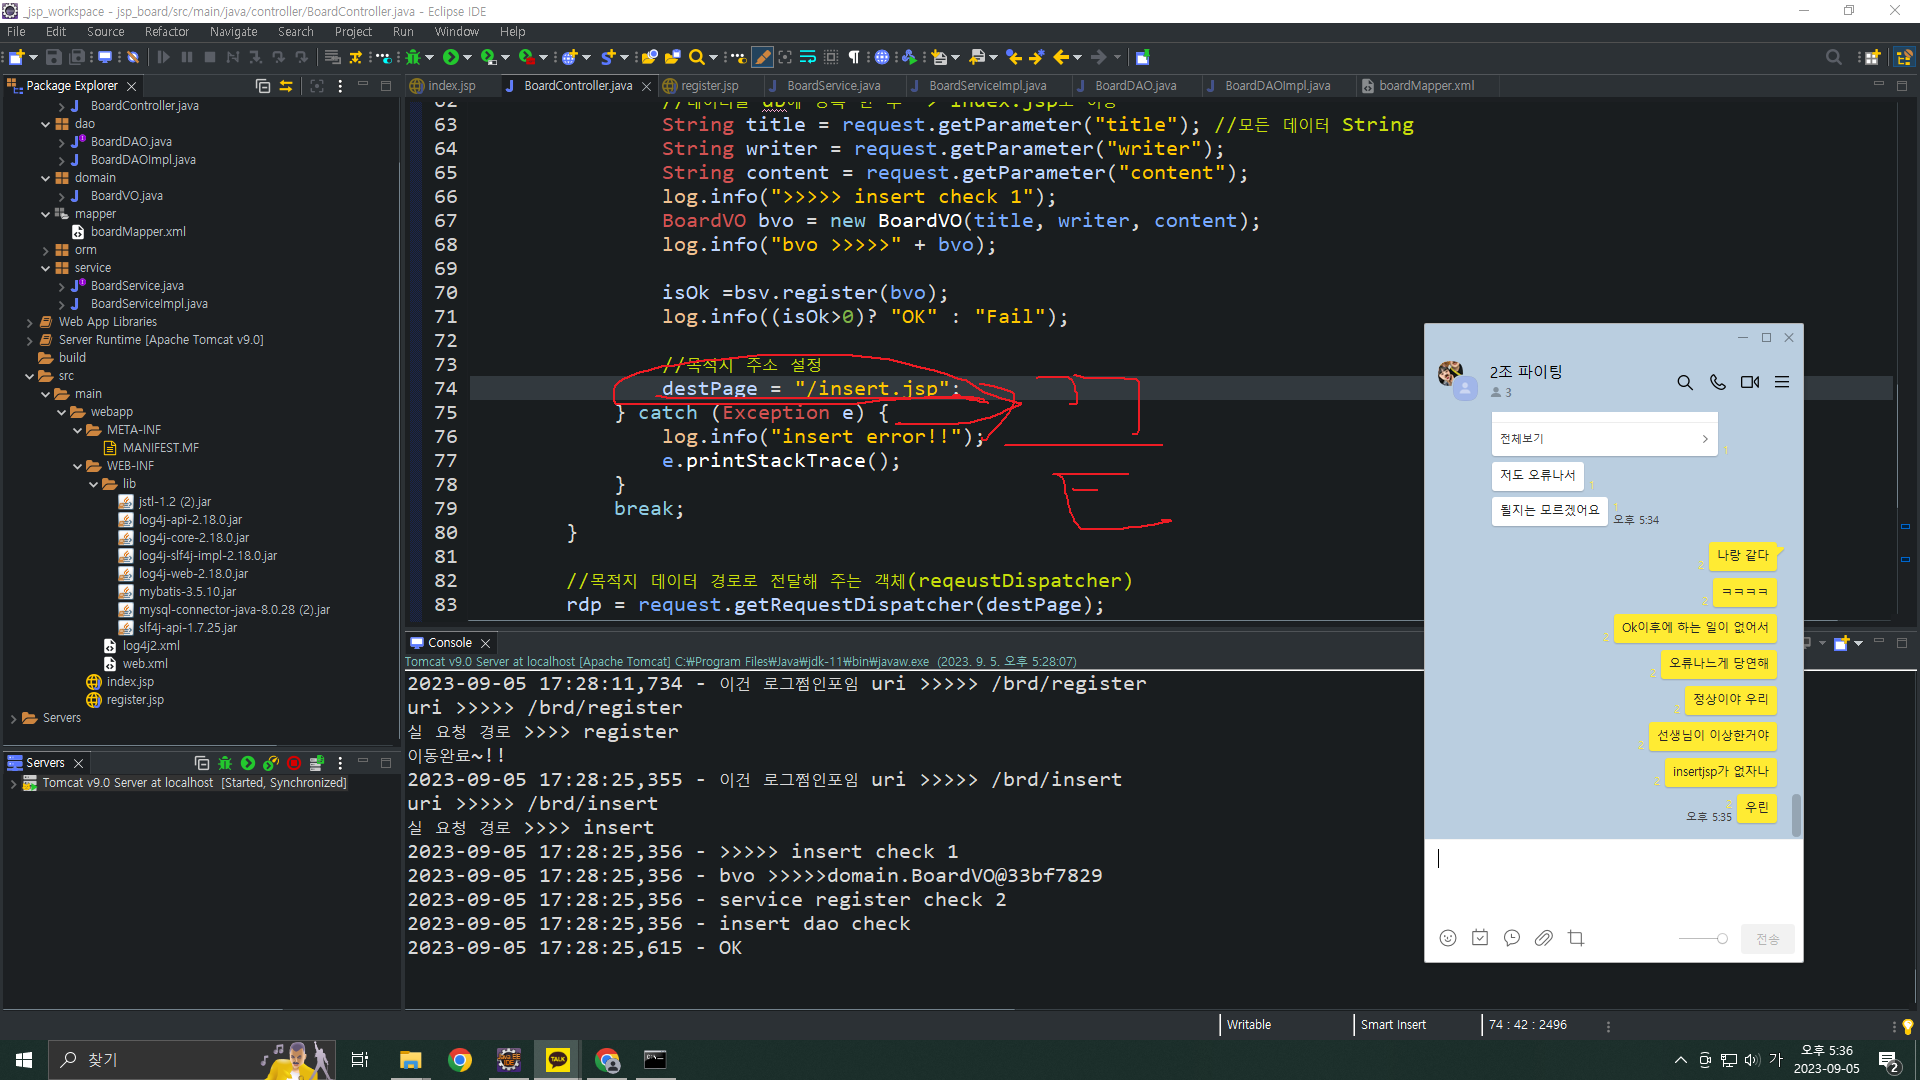 _jsp_workspace - jsp_board/src/main/java/controller/BoardController.java - Eclipse IDE
File Edit Source Refactor Navigate Search Project Run Window Help
Package Explorer
BoardController.java
dao
BoardDAO.java
BoardDAOImpl.java
domain
BoardVO.java
mapper
boardMapper.xml
orm
service
BoardService.java
BoardServiceImpl.java
Web App Libraries
Server Runtime [Apache Tomcat v9.0]
build
src
main
webapp
META-INF
MANIFEST.MF
WEB-INF
lib
jstl-1.2 (2).jar
log4j-api-2.18.0.jar
log4j-core-2.18.0.jar
log4j-slf4j-impl-2.18.0.jar
log4j-web-2.18.0.jar
mybatis-3.5.10.jar
mysql-connector-java-8.0.28 (2).jar
slf4j-api-1.7.25.jar
log4j2.xml
web.xml
index.jsp
register.jsp
Servers
Servers
Tomcat v9.0 Server at localhost [Started, Synchronized]
index.jsp BoardController.java register.jsp BoardService.java BoardServiceImpl.java BoardDAO.java BoardDAOImpl.java boardMapper.xml
63 String title = request.getParameter("title"); //모든 데이터 String
64 String writer = request.getParameter("writer");
65 String content = request.getParameter("content");
66 log.info(">>>>> insert check 1");
67 BoardVO bvo = new BoardVO(title, writer, content);
68 log.info("bvo >>>>>" + bvo);
69
70 isOk =bsv.register(bvo);
71 log.info((isOk>0)? "OK" : "Fail");
72
73 //목적지 주소 설정
74 destPage = "/insert.jsp";
75 } catch (Exception e) {
76 log.info("insert error!!");
77 e.printStackTrace();
78 }
79 break;
80 }
81
82 //목적지 데이터 경로로 전달해 주는 객체(reqeustDispatcher)
83 rdp = request.getRequestDispatcher(destPage);
Console
Tomcat v9.0 Server at localhost [Apache Tomcat] C:₩Program Files₩Java₩jdk-11₩bin₩javaw.exe (2023. 9. 5. 오후 5:28:07)
2023-09-05 17:28:11,734 - 이건 로그찜인포임 uri >>>>> /brd/register
uri >>>>> /brd/register
실 요청 경로 >>>> register
이동완료~!!
2023-09-05 17:28:25,355 - 이건 로그찜인포임 uri >>>>> /brd/insert
uri >>>>> /brd/insert
실 요청 경로 >>>> insert
2023-09-05 17:28:25,356 - >>>>> insert check 1
2023-09-05 17:28:25,356 - bvo >>>>>domain.BoardVO@33bf7829
2023-09-05 17:28:25,356 - service register check 2
2023-09-05 17:28:25,356 - insert dao check
2023-09-05 17:28:25,615 - OK
2조 파이팅
3
전체보기
1
저도 오류나서
1
될지는 모르겠어요
1
오후 5:34
나랑 같다
2
ㅋㅋㅋㅋ
2
Ok이후에 하는 일이 없어서
2
오류나느게 당연해
2
정상이야 우리
2
선생님이 이상한거야
2
insertjsp가 없자나
2
우린
2
오후 5:35
전송
Writable Smart Insert 74 : 42 : 2496
찾기
TALK
가
오후 5:36
2023-09-05
2